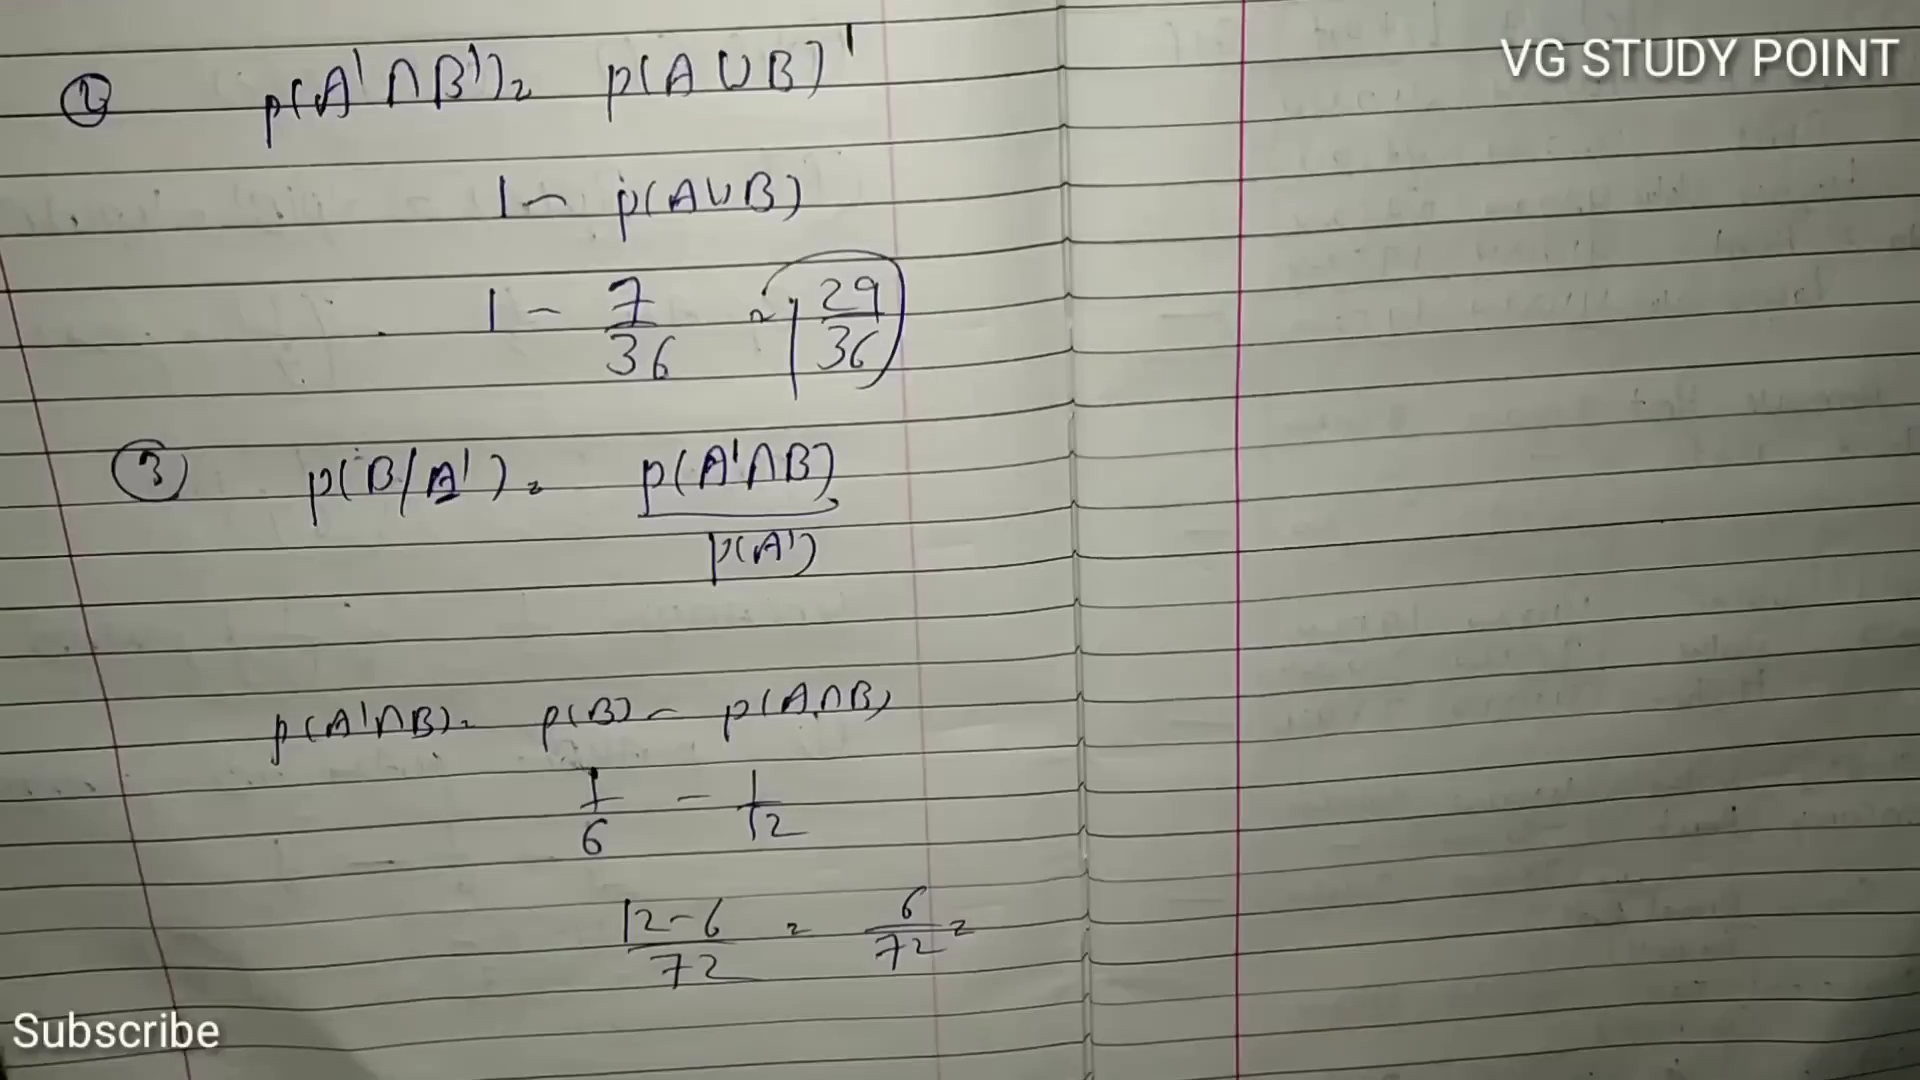 VG STUDY POINT
② p(A'∩B') = p(A∪B)'
1 - p(A∪B)
1 - 7/36 = 29/36
③ p(B/A') = p(A'∩B)/p(A')
p(A'∩B) = p(B) - p(A∩B)
1/6 - 1/12
12-6/72 = 6/72 =
Subscribe